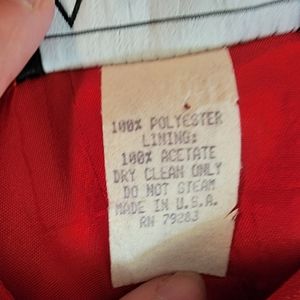 100% POLYESTER
LINING:
100% ACETATE
DRY CLEAN ONLY
DO NOT STEAM
MADE IN U.S.A.
RN 79283